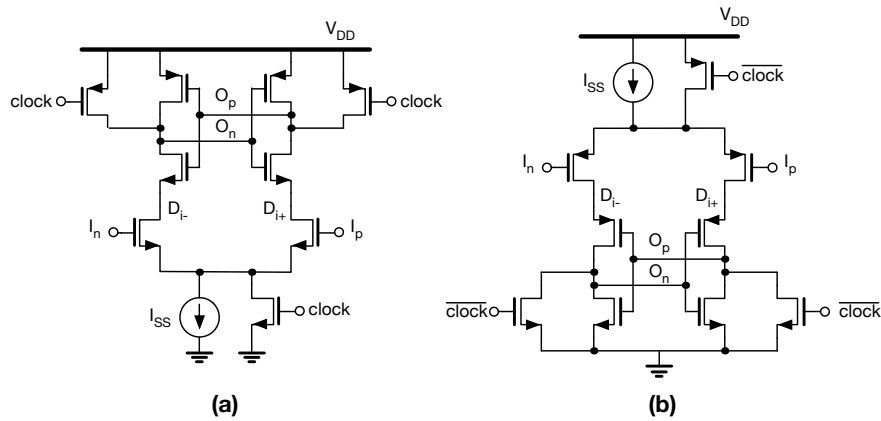 V_DD
clock
O_p
clock
O_n
D_i-
D_i+
I_n
I_p
I_SS
clock
(a)
V_DD
I_SS
clock
I_n
I_p
D_i-
D_i+
O_p
O_n
clock
clock
(b)